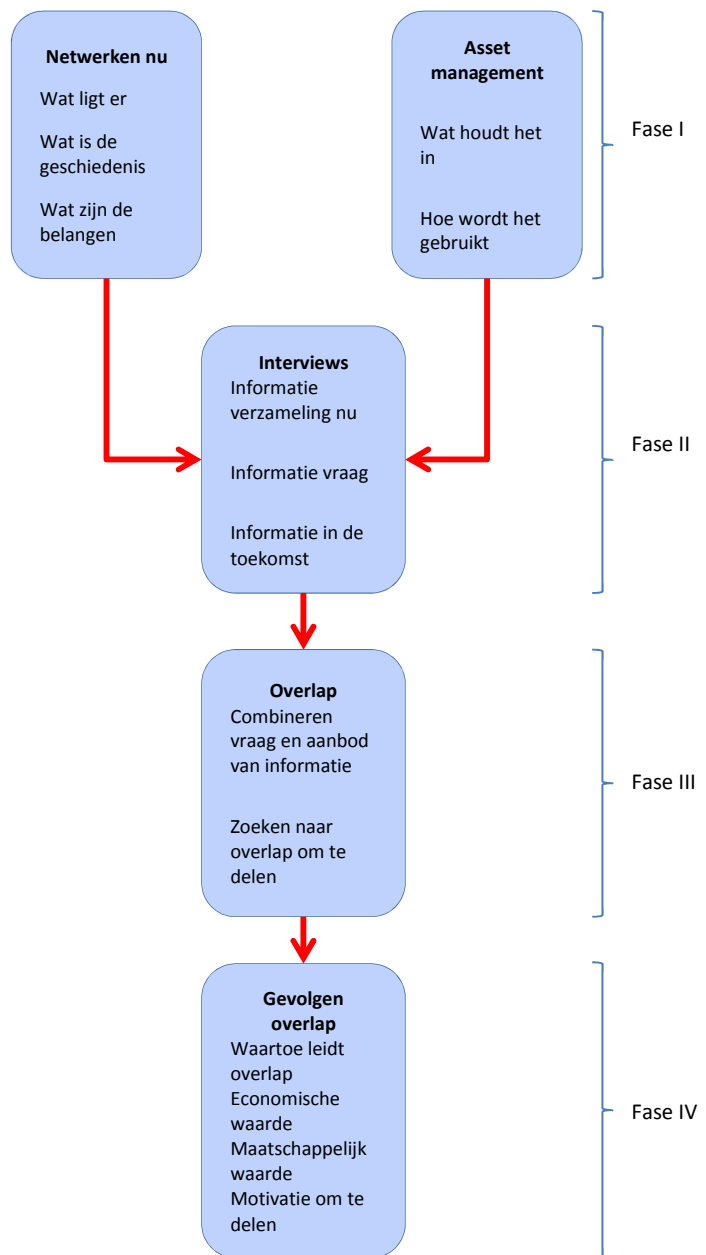 Netwerken nu
Wat ligt er
Wat is de
geschiedenis
Wat zijn de
belangen
Asset
management
Wat houdt het
in
Hoe wordt het
gebruikt
Fase I
Interviews
Informatie
verzameling nu
Informatie vraag
Informatie in de
toekomst
Fase II
Overlap
Combineren
vraag en aanbod
van informatie
Zoeken naar
overlap om te
delen
Fase III
Gevolgen
overlap
Waartoe leidt
overlap
Economische
waarde
Maatschappelijk
waarde
Motivatie om te
delen
Fase IV